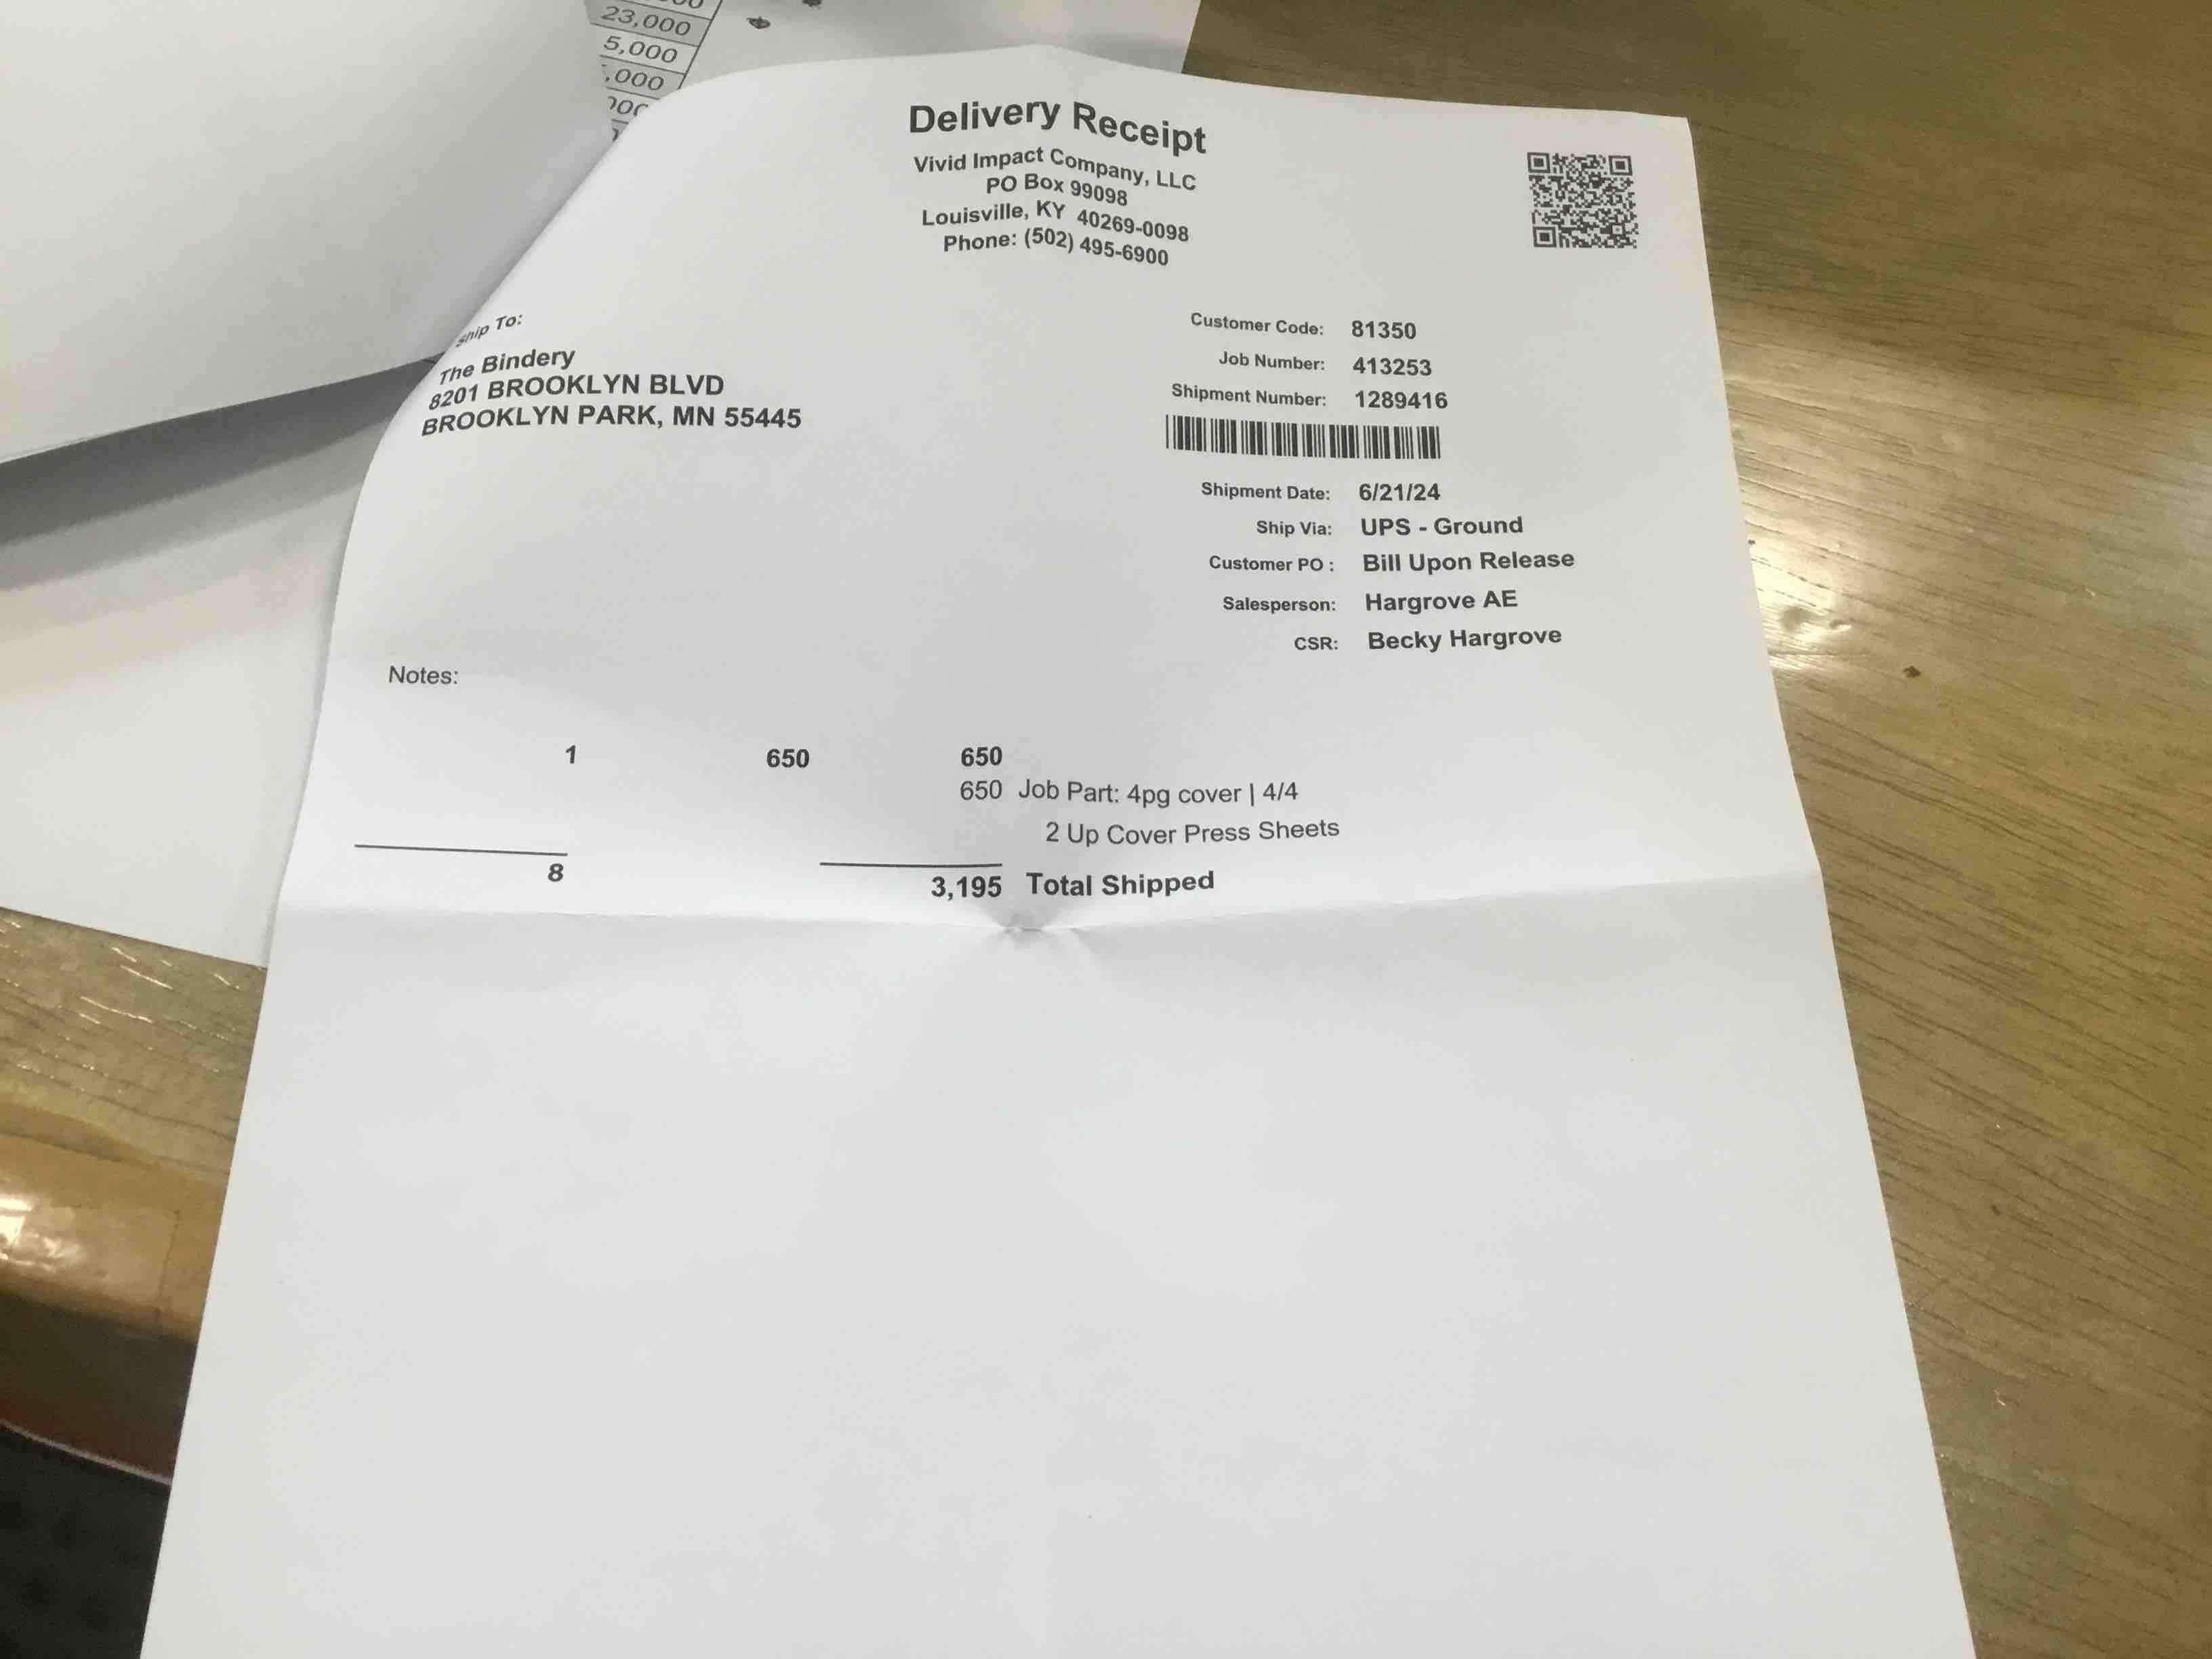 23,000
5,000
,000
Delivery Receipt
Vivid Impact Company, LLC
PO Box 99098
Louisville, KY 40269-0098
Phone: (502) 495-6900
Ship To:
The Bindery
8201 BROOKLYN BLVD
BROOKLYN PARK, MN 55445
Customer Code: 81350
Job Number: 413253
Shipment Number: 1289416
Shipment Date: 6/21/24
Ship Via: UPS - Ground
Customer PO : Bill Upon Release
Salesperson: Hargrove AE
CSR: Becky Hargrove
Notes:
1 650 650
650 Job Part: 4pg cover | 4/4
2 Up Cover Press Sheets
8 3,195 Total Shipped